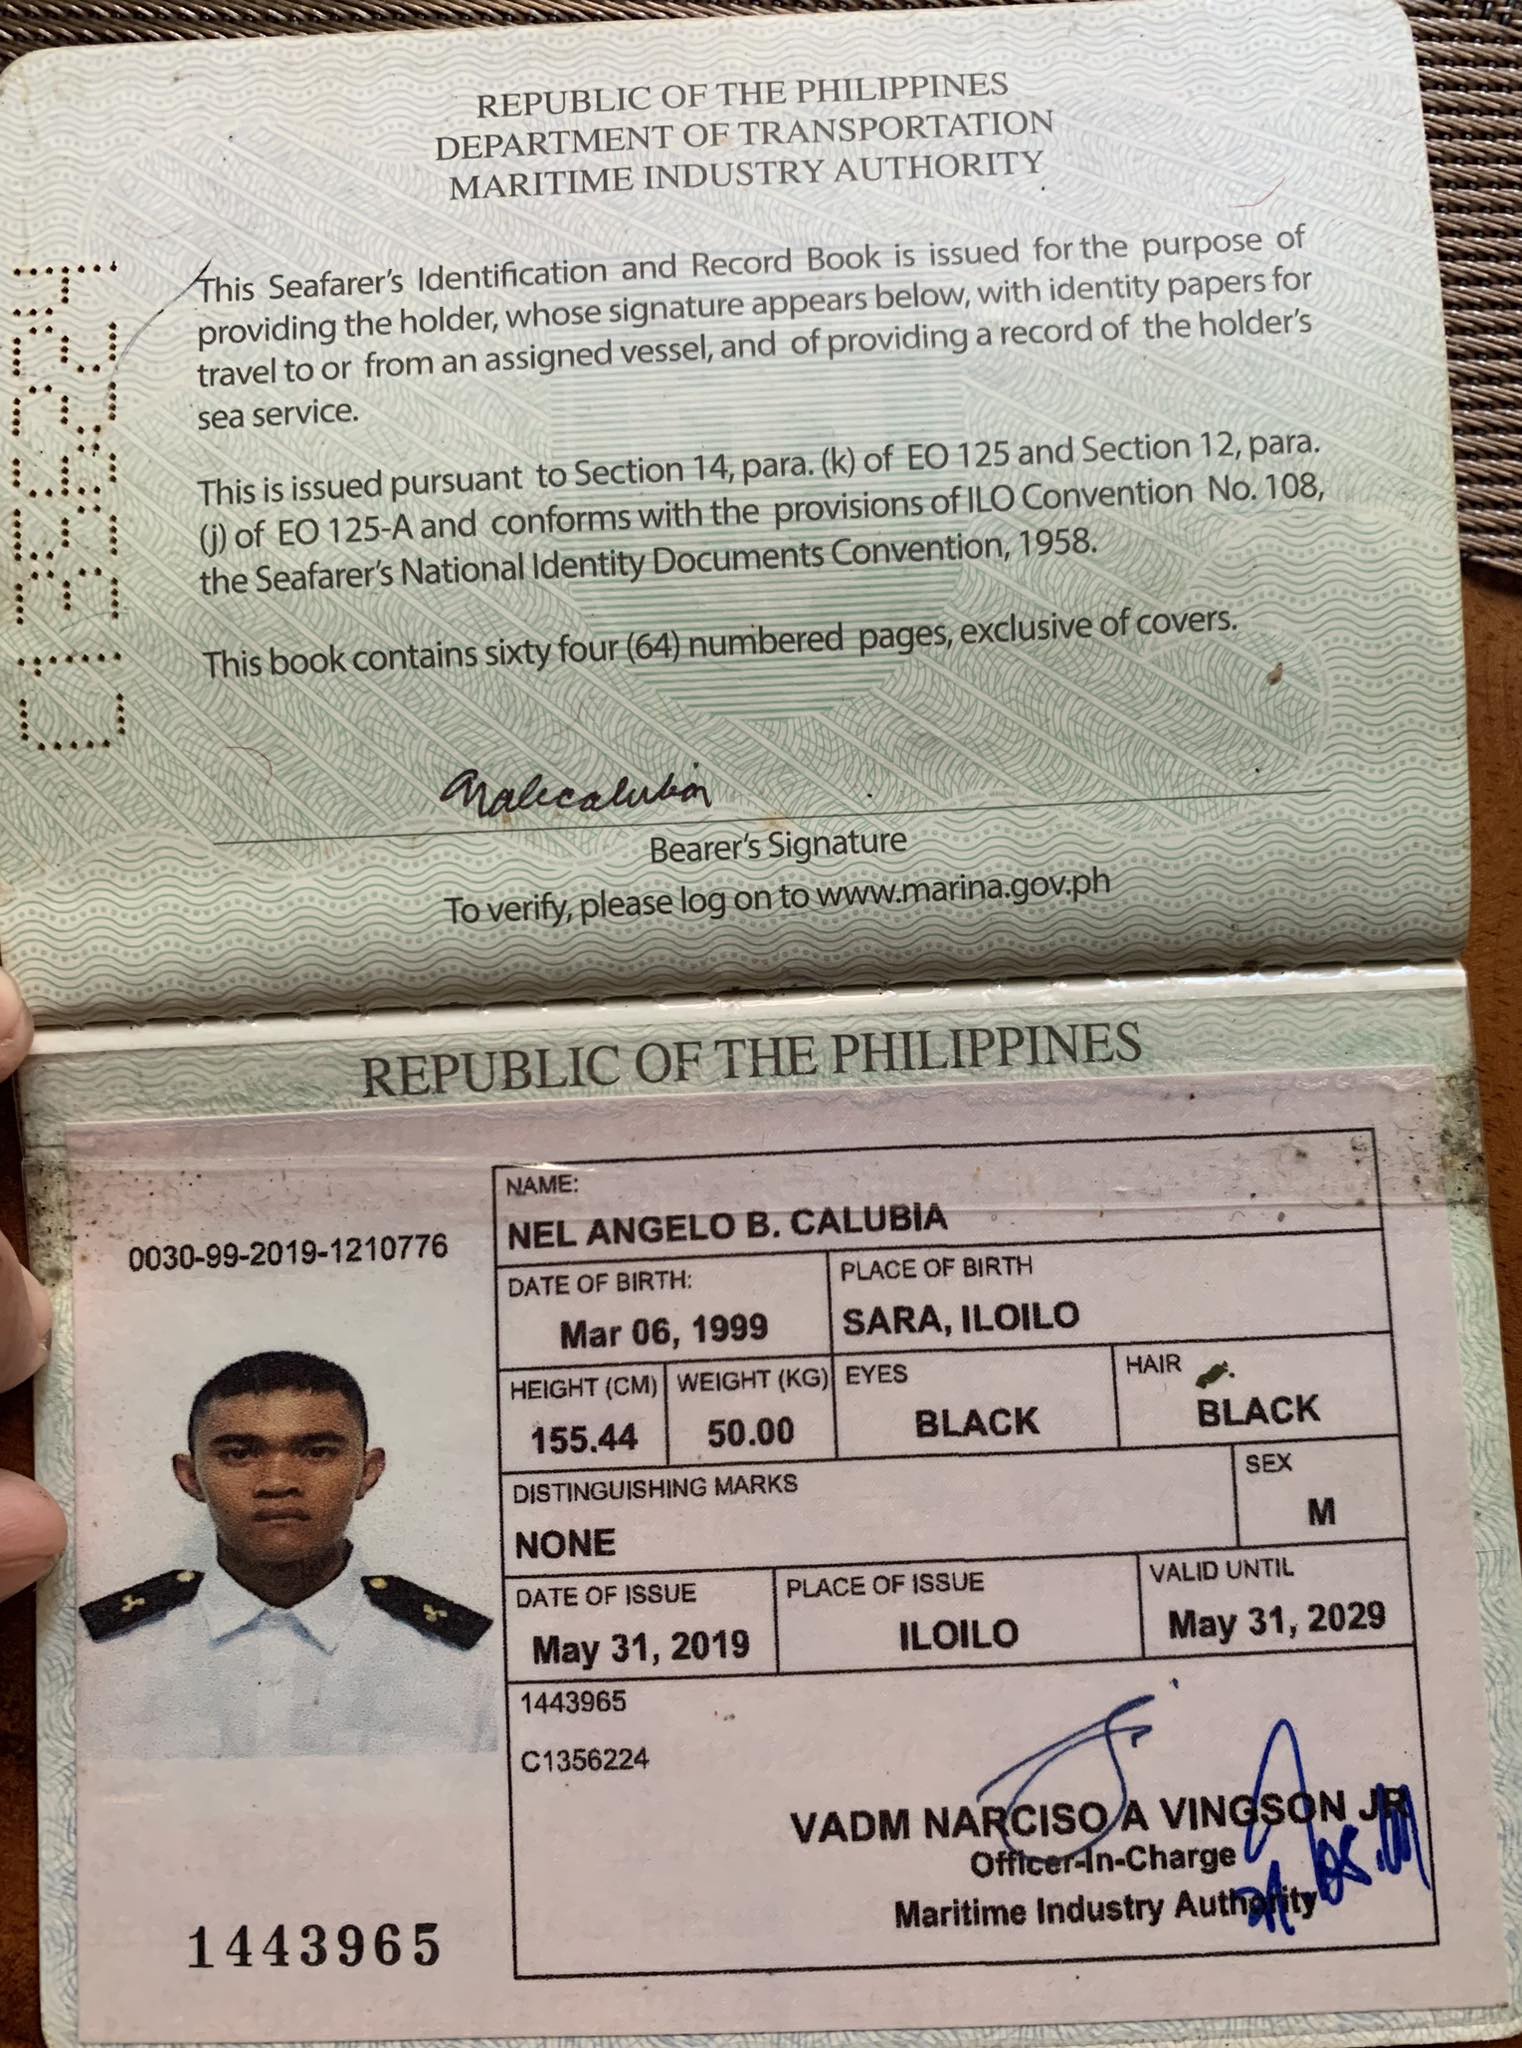 REPUBLIC OF THE PHILIPPINES
DEPARTMENT OF TRANSPORTATION
MARITIME INDUSTRY AUTHORITY
This Seafarer's Identification and Record Book is issued for the purpose of
providing the holder, whose signature appears below, with identity papers for
travel to or from an assigned vessel, and of providing a record of the holder's
sea service.
This is issued pursuant to Section 14, para. (k) of EO 125 and Section 12, para.
(j) of EO 125-A and conforms with the provisions of ILO Convention No. 108,
the Seafarer's National Identity Documents Convention, 1958.
This book contains sixty four (64) numbered pages, exclusive of covers.
Bearer's Signature
To verify, please log on to www.marina.gov.ph
REPUBLIC OF THE PHILIPPINES
0030-99-2019-1210776
NAME:
NEL ANGELO B. CALUBIA
DATE OF BIRTH: PLACE OF BIRTH
Mar 06, 1999 SARA, ILOILO
HEIGHT (CM) WEIGHT (KG) EYES HAIR
155.44 50.00 BLACK BLACK
DISTINGUISHING MARKS SEX
NONE M
DATE OF ISSUE PLACE OF ISSUE VALID UNTIL
May 31, 2019 ILOILO May 31, 2029
1443965
C1356224
VADM NARCISO A VINGSON JR
Officer-In-Charge
Maritime Industry Authority
1443965